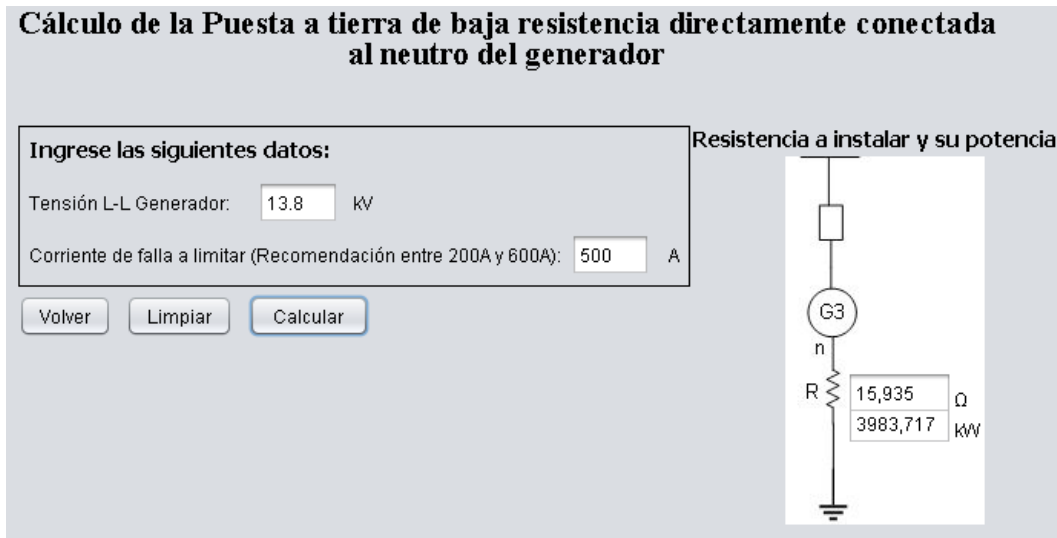 Cálculo de la Puesta a tierra de baja resistencia directamente conectada
al neutro del generador
Ingrese las siguientes datos:
Tensión L-L Generador: 13.8 kV
Corriente de falla a limitar (Recomendación entre 200A y 600A): 500 A
Volver Limpiar Calcular
Resistencia a instalar y su potencia
G3
n
R 15,935 Ω
3983,717 kW